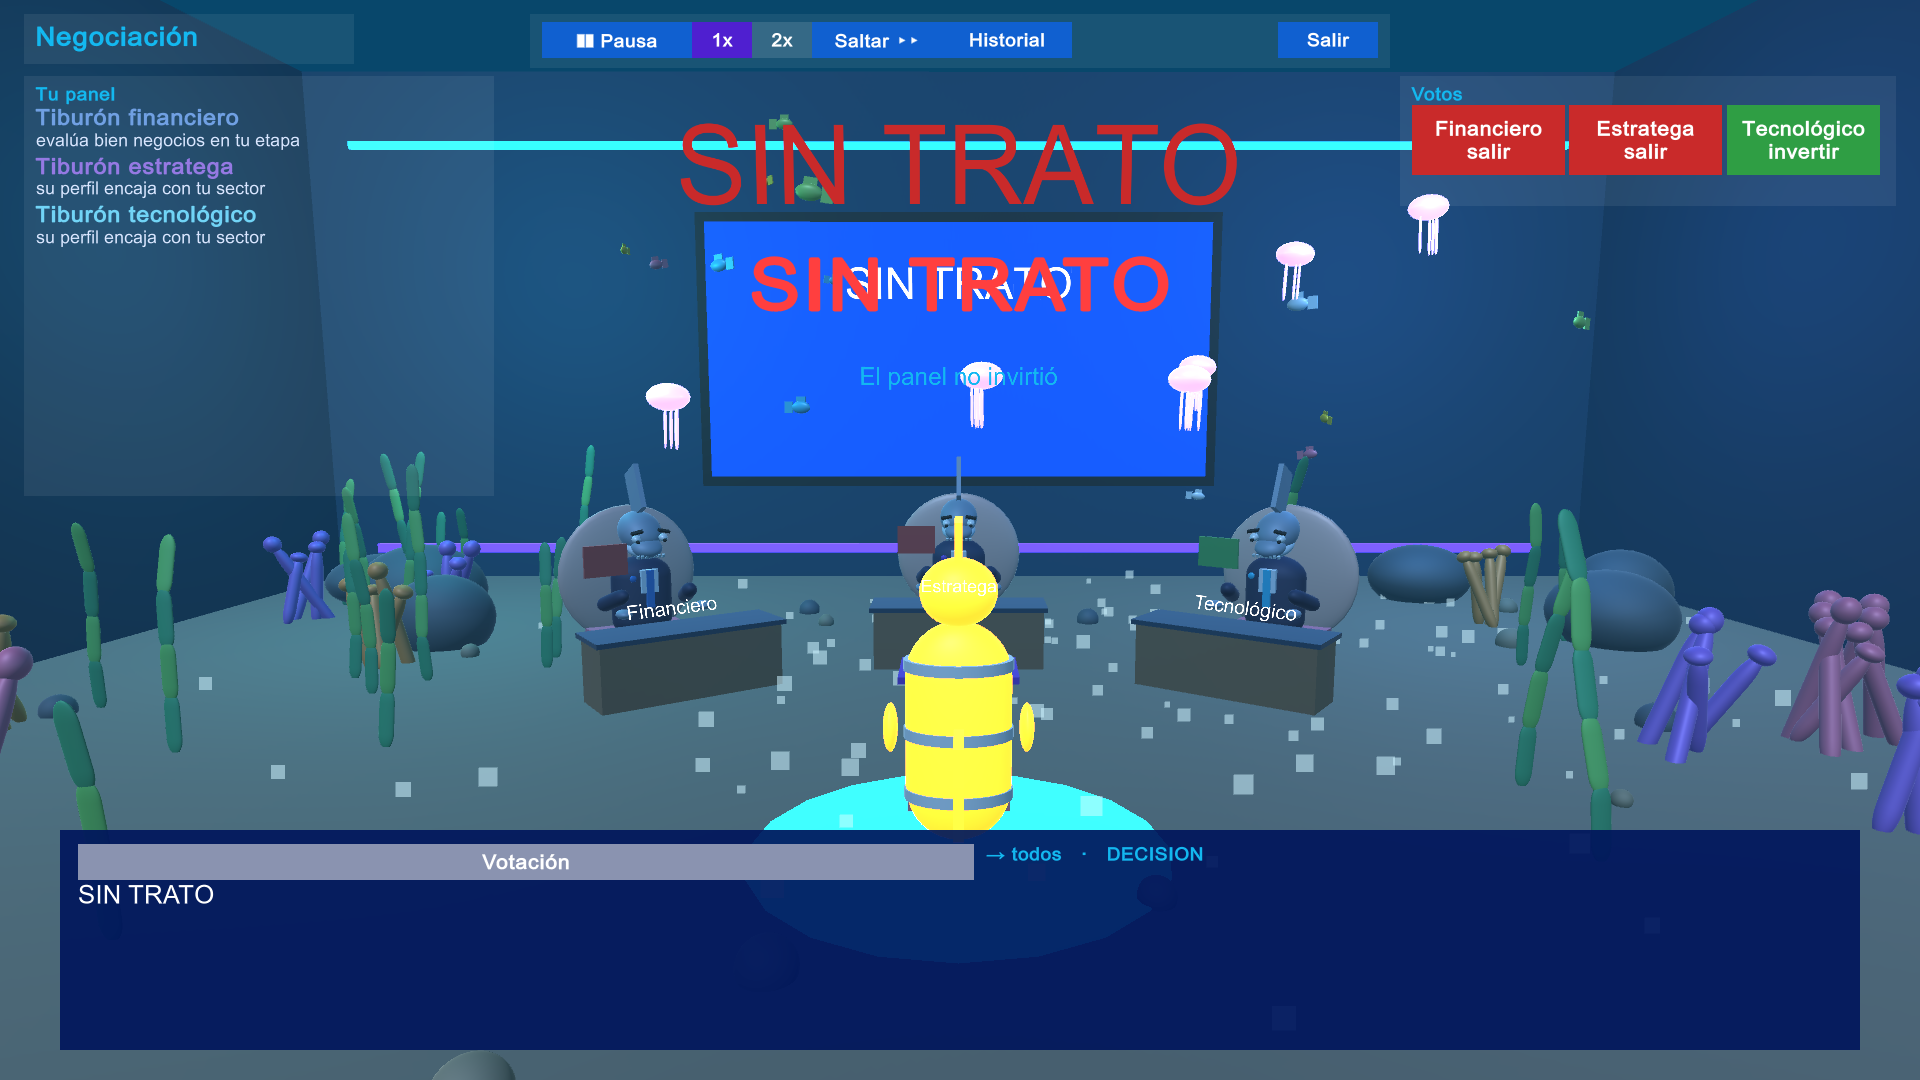 Negociación
Pausa
1x
2x
Saltar
Historial
Salir
Tu panel
Tiburón financiero
evalúa bien negocios en tu etapa
Tiburón estratega
su perfil encaja con tu sector
Tiburón tecnológico
su perfil encaja con tu sector
Votos
Financiero
salir
Estratega
salir
Tecnológico
invertir
SIN TRATO
SIN TRATO
SIN TRATO
El panel no invirtió
Financiero
Estratega
Tecnológico
Votación
→ todos · DECISION
SIN TRATO